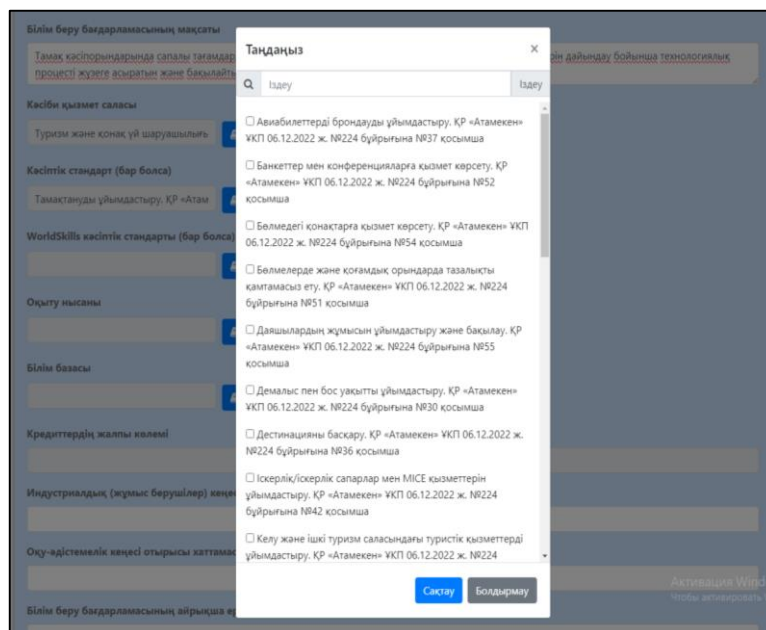 Білім беру бағдарламасының мақсаты
Тамақ кәсіпорындарында сапалы тағамдар
ін дайындау бойынша технологиялық
процесті жүзеге асыратын және бақылайты
Кәсіби қызмет саласы
Туризм және қонақ үй шаруашылығы
Кәсіптік стандарт (бар болса)
Тамақтануды ұйымдастыру. ҚР «Атам
WorldSkills кәсіптік стандарты (бар болса)
Оқыту нысаны
Білім базасы
Кредиттердің жалпы көлемі
Индустриалдық (жұмыс берушілер) кеңес
Оқу-әдістемелік кеңесі отырысы хаттамас
Білім беру бағдарламасының айрықша ер
Таңдаңыз
×
Іздеу
Іздеу
Авиабилеттерді брондауды ұйымдастыру. ҚР «Атамекен»
ҰКП 06.12.2022 ж. №224 бұйрығына №37 қосымша
Банкеттер мен конференцияларға қызмет көрсету. ҚР
«Атамекен» ҰКП 06.12.2022 ж. №224 бұйрығына №52
қосымша
Бөлмедегі қонақтарға қызмет көрсету. ҚР «Атамекен» ҰКП
06.12.2022 ж. №224 бұйрығына №54 қосымша
Бөлмелерде және қоғамдық орындарда тазалықты
қамтамасыз ету. ҚР «Атамекен» ҰКП 06.12.2022 ж. №224
бұйрығына №51 қосымша
Даяшылардың жұмысын ұйымдастыру және бақылау. ҚР
«Атамекен» ҰКП 06.12.2022 ж. №224 бұйрығына №55
қосымша
Демалыс пен бос уақытты ұйымдастыру. ҚР «Атамекен»
ҰКП 06.12.2022 ж. №224 бұйрығына №30 қосымша
Дестинацияны басқару. ҚР «Атамекен» ҰКП 06.12.2022 ж.
№224 бұйрығына №36 қосымша
Іскерлік/іскерлік сапарлар мен MICE қызметтерін
ұйымдастыру. ҚР «Атамекен» ҰКП 06.12.2022 ж. №224
бұйрығына №42 қосымша
Келу және ішкі туризм саласындағы туристік қызметтерді
ұйымдастыру. ҚР «Атамекен» ҰКП 06.12.2022 ж. №224
Сақтау
Болдырмау
Активация Wind
Чтобы активировать